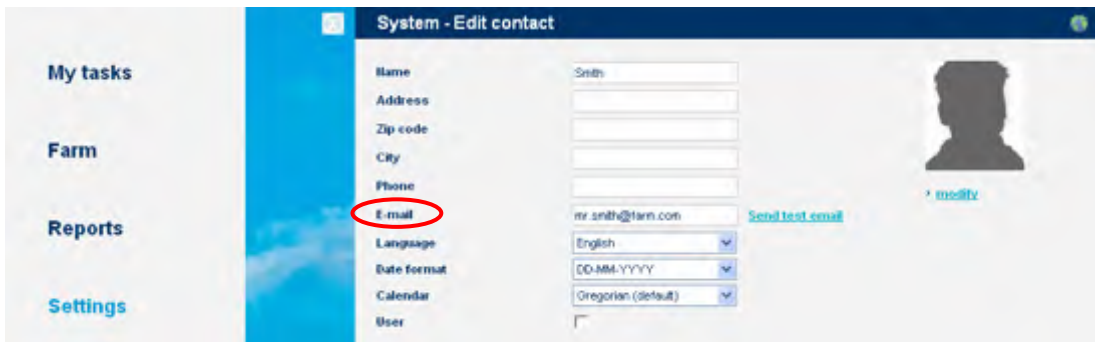 System - Edit contact
My tasks
Farm
Reports
Settings
Name Smith
Address
Zip code
City
Phone
E-mail mr.smith@farm.com Send test email
Language English
Date format DD-MM-YYYY
Calendar Gregorian (default)
User
modify